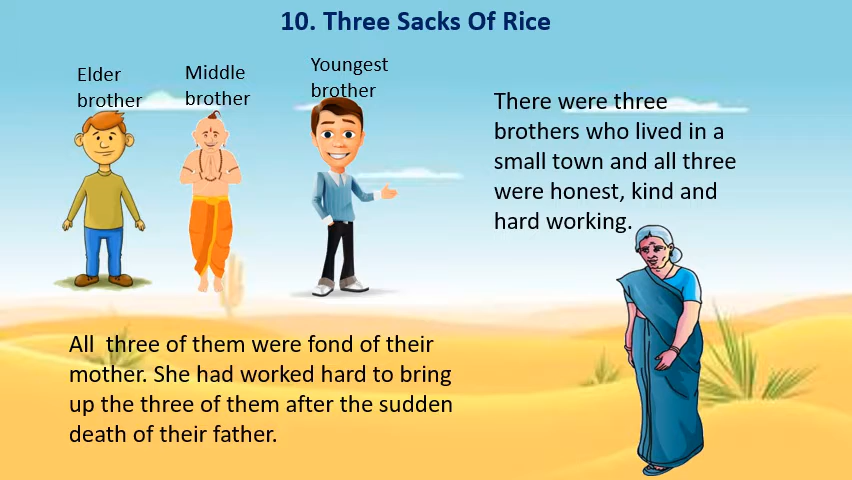 10. Three Sacks Of Rice
Elder
brother
Middle
brother
Youngest
brother
There were three
brothers who lived in a
small town and all three
were honest, kind and
hard working.
All  three of them were fond of their
mother. She had worked hard to bring
up the three of them after the sudden
death of their father.